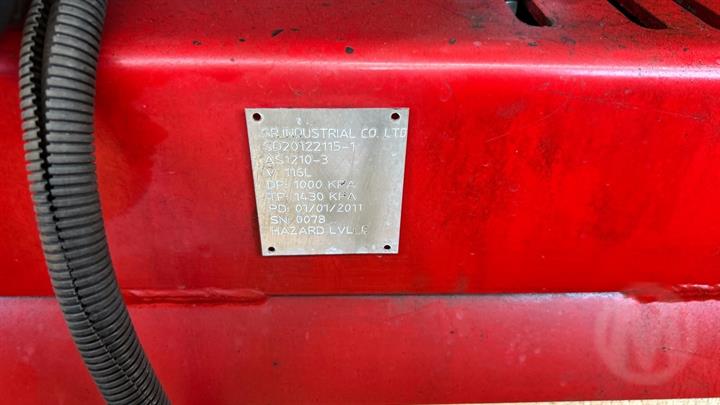 INDUSTRIAL CO. LTD
SD20122115-1
AS1210-3
V: 115L
DP: 1000 KPA
TP: 1430 KPA
PD: 01/01/2011
SN: 0078
HAZARD LVL: